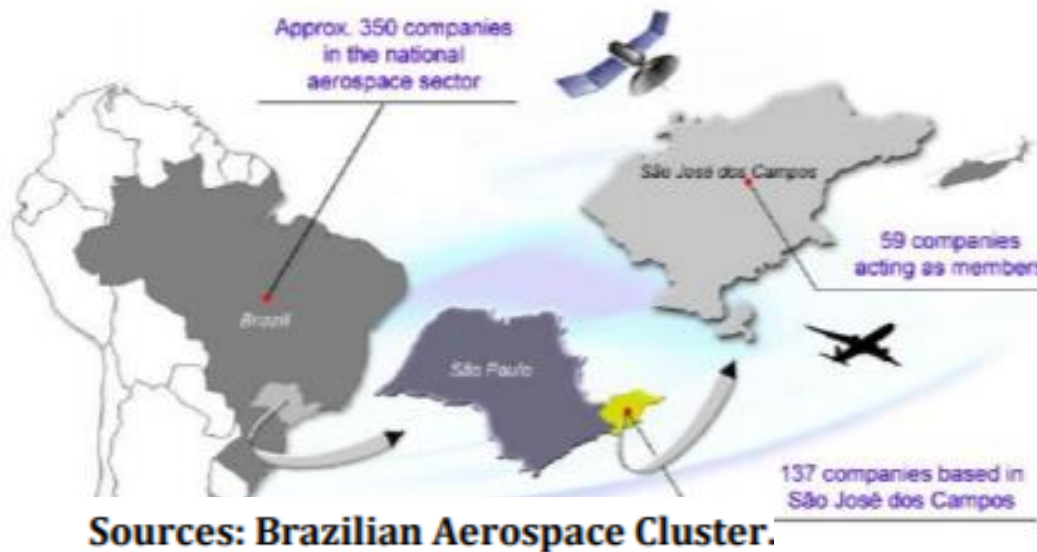 Approx. 350 companies
in the national
aerospace sector
São José dos Campos
59 companies
acting as members
Brazil
São Paulo
137 companies based in
São José dos Campos
Sources: Brazilian Aerospace Cluster.